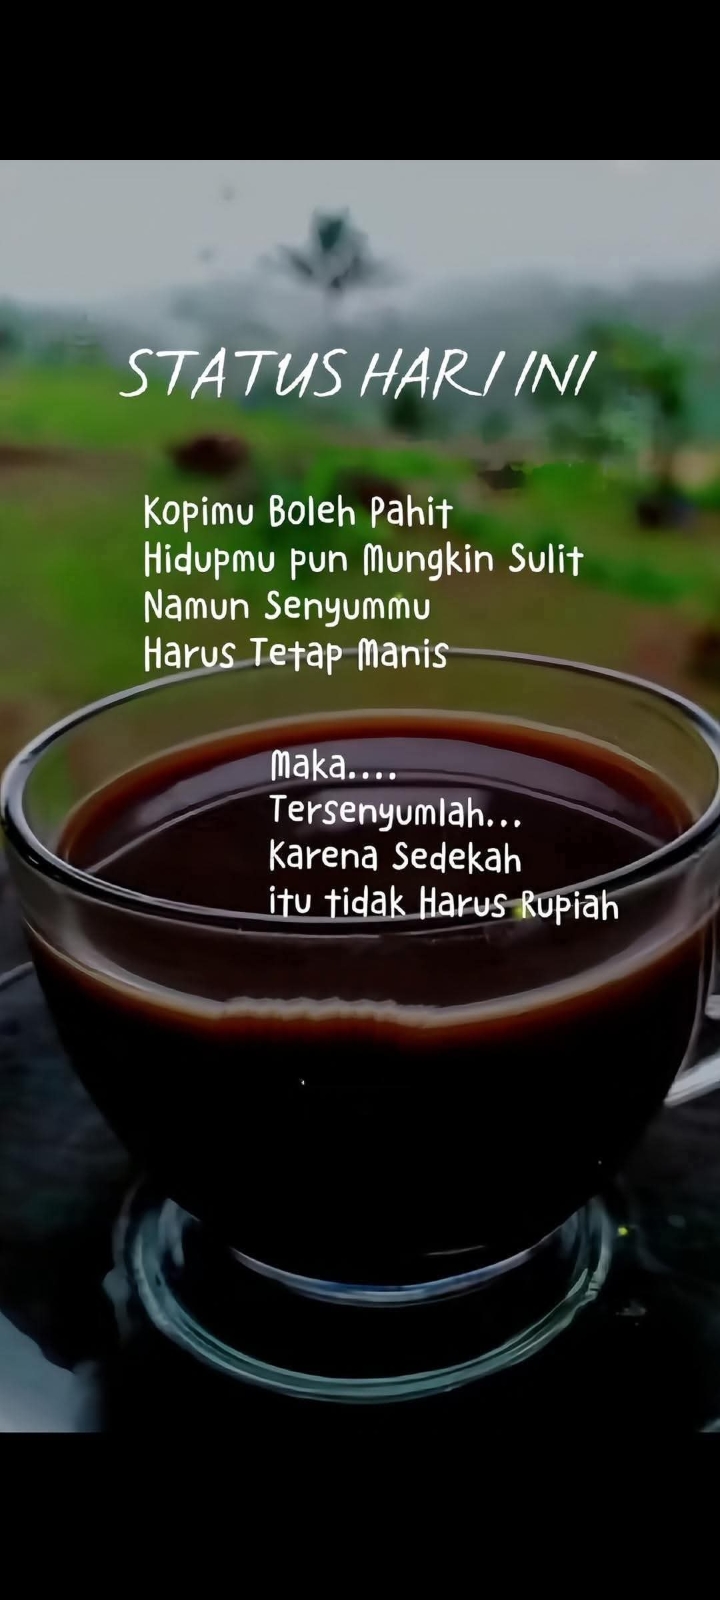 STATUS HARI INI
Kopimu Boleh Pahit
Hidupmu pun Mungkin Sulit
Namun Senyummu
Harus Tetap Manis
Maka....
Tersenyumlah...
Karena Sedekah
itu tidak Harus Rupiah